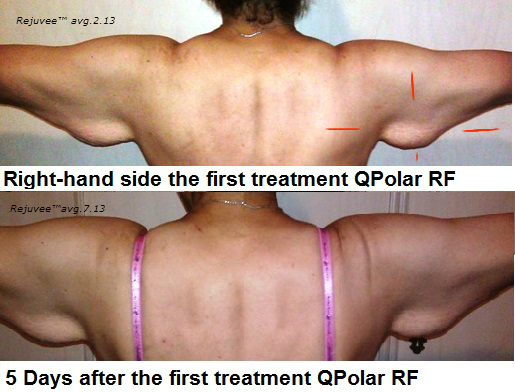 Rejuvee™ avg.2.13
Right-hand side the first treatment QPolar RF
Rejuvee™avg.7.13
5 Days after the first treatment QPolar RF